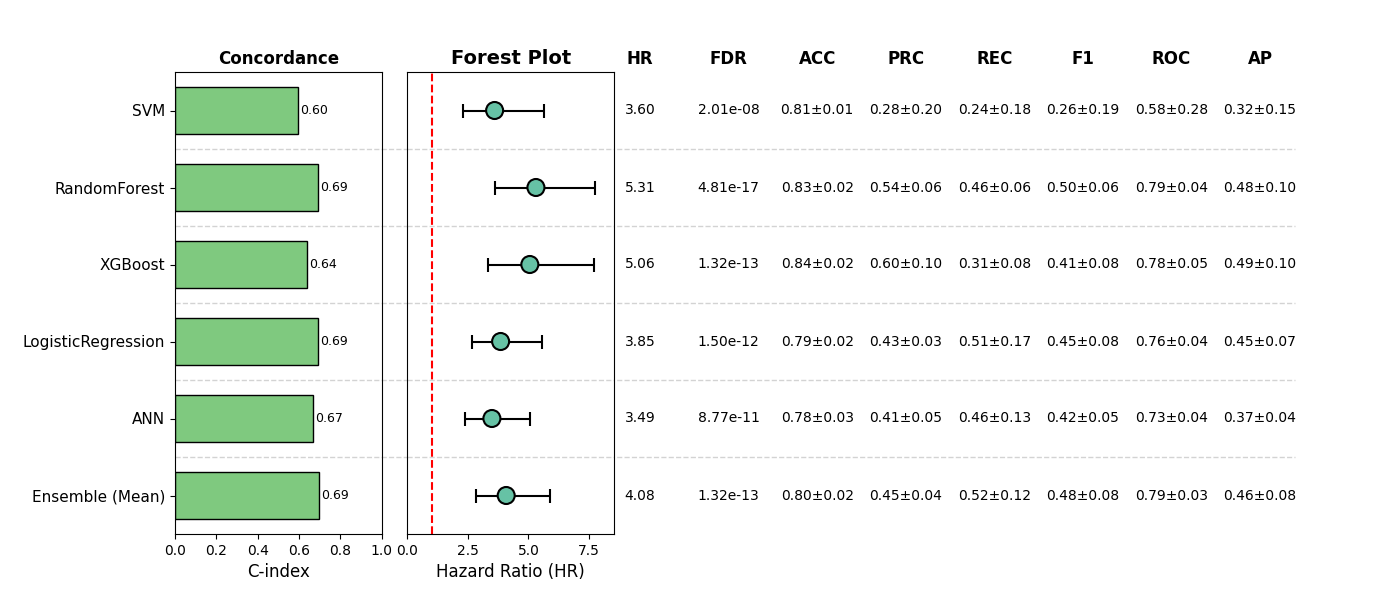 Concordance Forest Plot HR FDR ACC PRC REC F1 ROC AP
SVM 0.60 3.60 2.01e-08 0.81±0.01 0.28±0.20 0.24±0.18 0.26±0.19 0.58±0.28 0.32±0.15
RandomForest 0.69 5.31 4.81e-17 0.83±0.02 0.54±0.06 0.46±0.06 0.50±0.06 0.79±0.04 0.48±0.10
XGBoost 0.64 5.06 1.32e-13 0.84±0.02 0.60±0.10 0.31±0.08 0.41±0.08 0.78±0.05 0.49±0.10
LogisticRegression 0.69 3.85 1.50e-12 0.79±0.02 0.43±0.03 0.51±0.17 0.45±0.08 0.76±0.04 0.45±0.07
ANN 0.67 3.49 8.77e-11 0.78±0.03 0.41±0.05 0.46±0.13 0.42±0.05 0.73±0.04 0.37±0.04
Ensemble (Mean) 0.69 4.08 1.32e-13 0.80±0.02 0.45±0.04 0.52±0.12 0.48±0.08 0.79±0.03 0.46±0.08
0.0 0.2 0.4 0.6 0.8 1.0 0.0 2.5 5.0 7.5
C-index Hazard Ratio (HR)